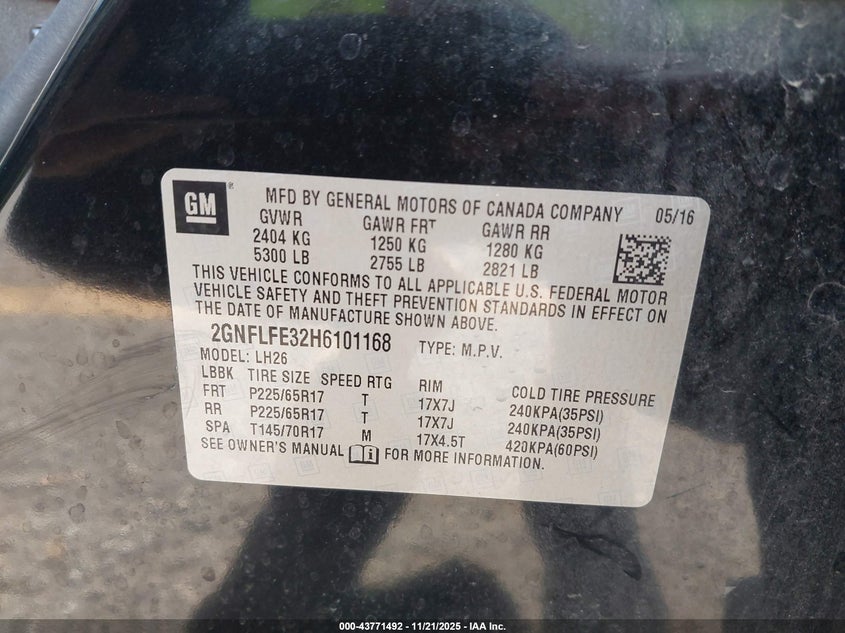 GM
MFD BY GENERAL MOTORS OF CANADA COMPANY 05/16
GVWR GAWR FRT GAWR RR
2404 KG 1250 KG 1280 KG
5300 LB 2755 LB 2821 LB
THIS VEHICLE CONFORMS TO ALL APPLICABLE U.S. FEDERAL MOTOR
VEHICLE SAFETY AND THEFT PREVENTION STANDARDS IN EFFECT ON
THE DATE OF MANUFACTURE SHOWN ABOVE.
2GNFLFE32H6101168 TYPE: M.P.V.
MODEL: LH26
LBBK TIRE SIZE SPEED RTG RIM COLD TIRE PRESSURE
FRT P225/65R17 T 17X7J 240KPA(35PSI)
RR P225/65R17 T 17X7J 240KPA(35PSI)
SPA T145/70R17 M 17X4.5T 420KPA(60PSI)
SEE OWNER'S MANUAL i FOR MORE INFORMATION.
000-43771492 - 11/21/2025 - IAA Inc.